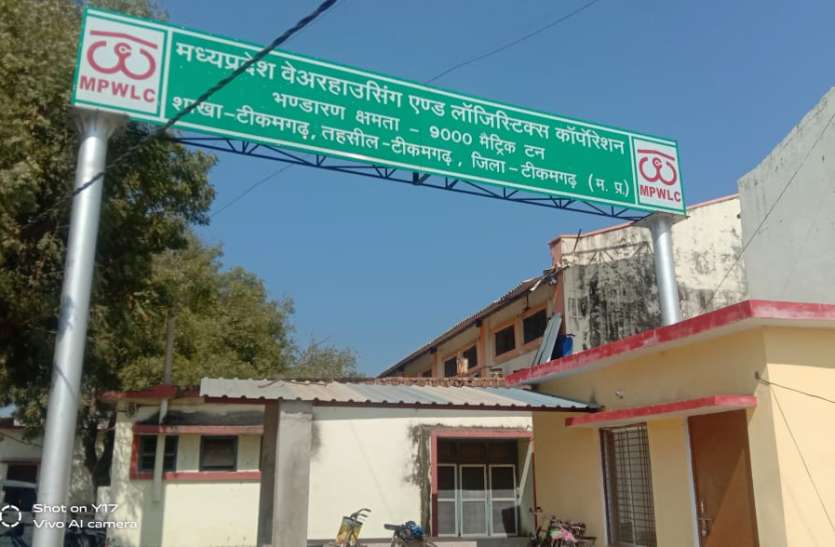 मध्यप्रदेश वेअरहाउसिंग एण्ड लॉजिस्टिक्स कॉर्पोरेशन
भण्डारण क्षमता - 9000 मैट्रिक टन
शाखा-टीकमगढ़, तहसील-टीकमगढ़, जिला-टीकमगढ़ (म. प्र.)
MPWLC
MPWLC
Shot on Y17
Vivo AI camera